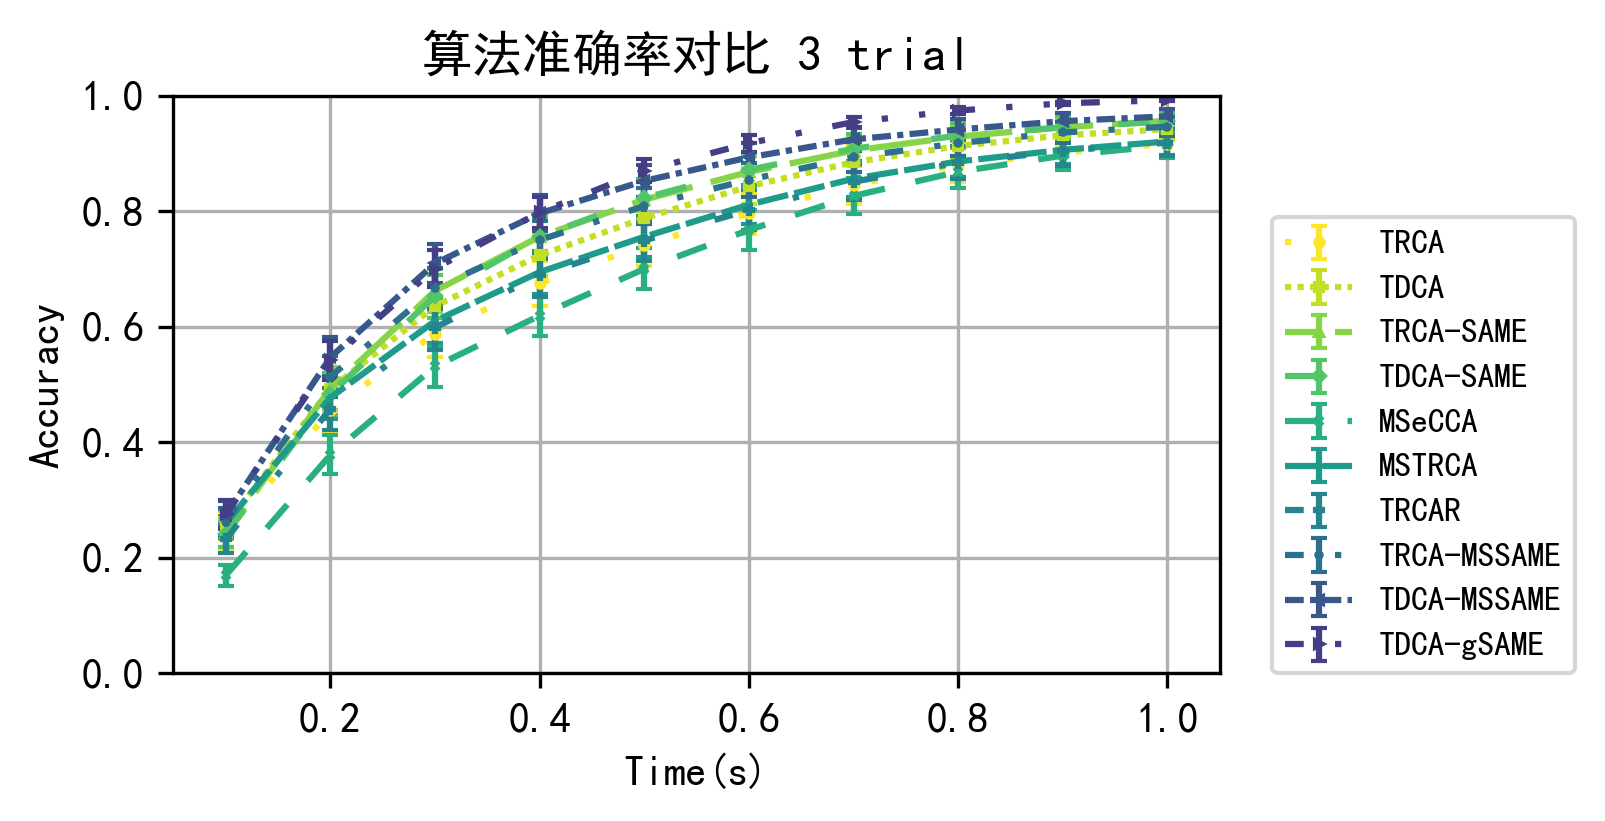 算法准确率对比 3 trial
1.0
0.8
0.6
0.4
0.2
0.0
Accuracy
0.2 0.4 0.6 0.8 1.0
Time(s)
TRCA
TDCA
TRCA-SAME
TDCA-SAME
MSeCCA
MSTRCA
TRCAR
TRCA-MSSAME
TDCA-MSSAME
TDCA-gSAME